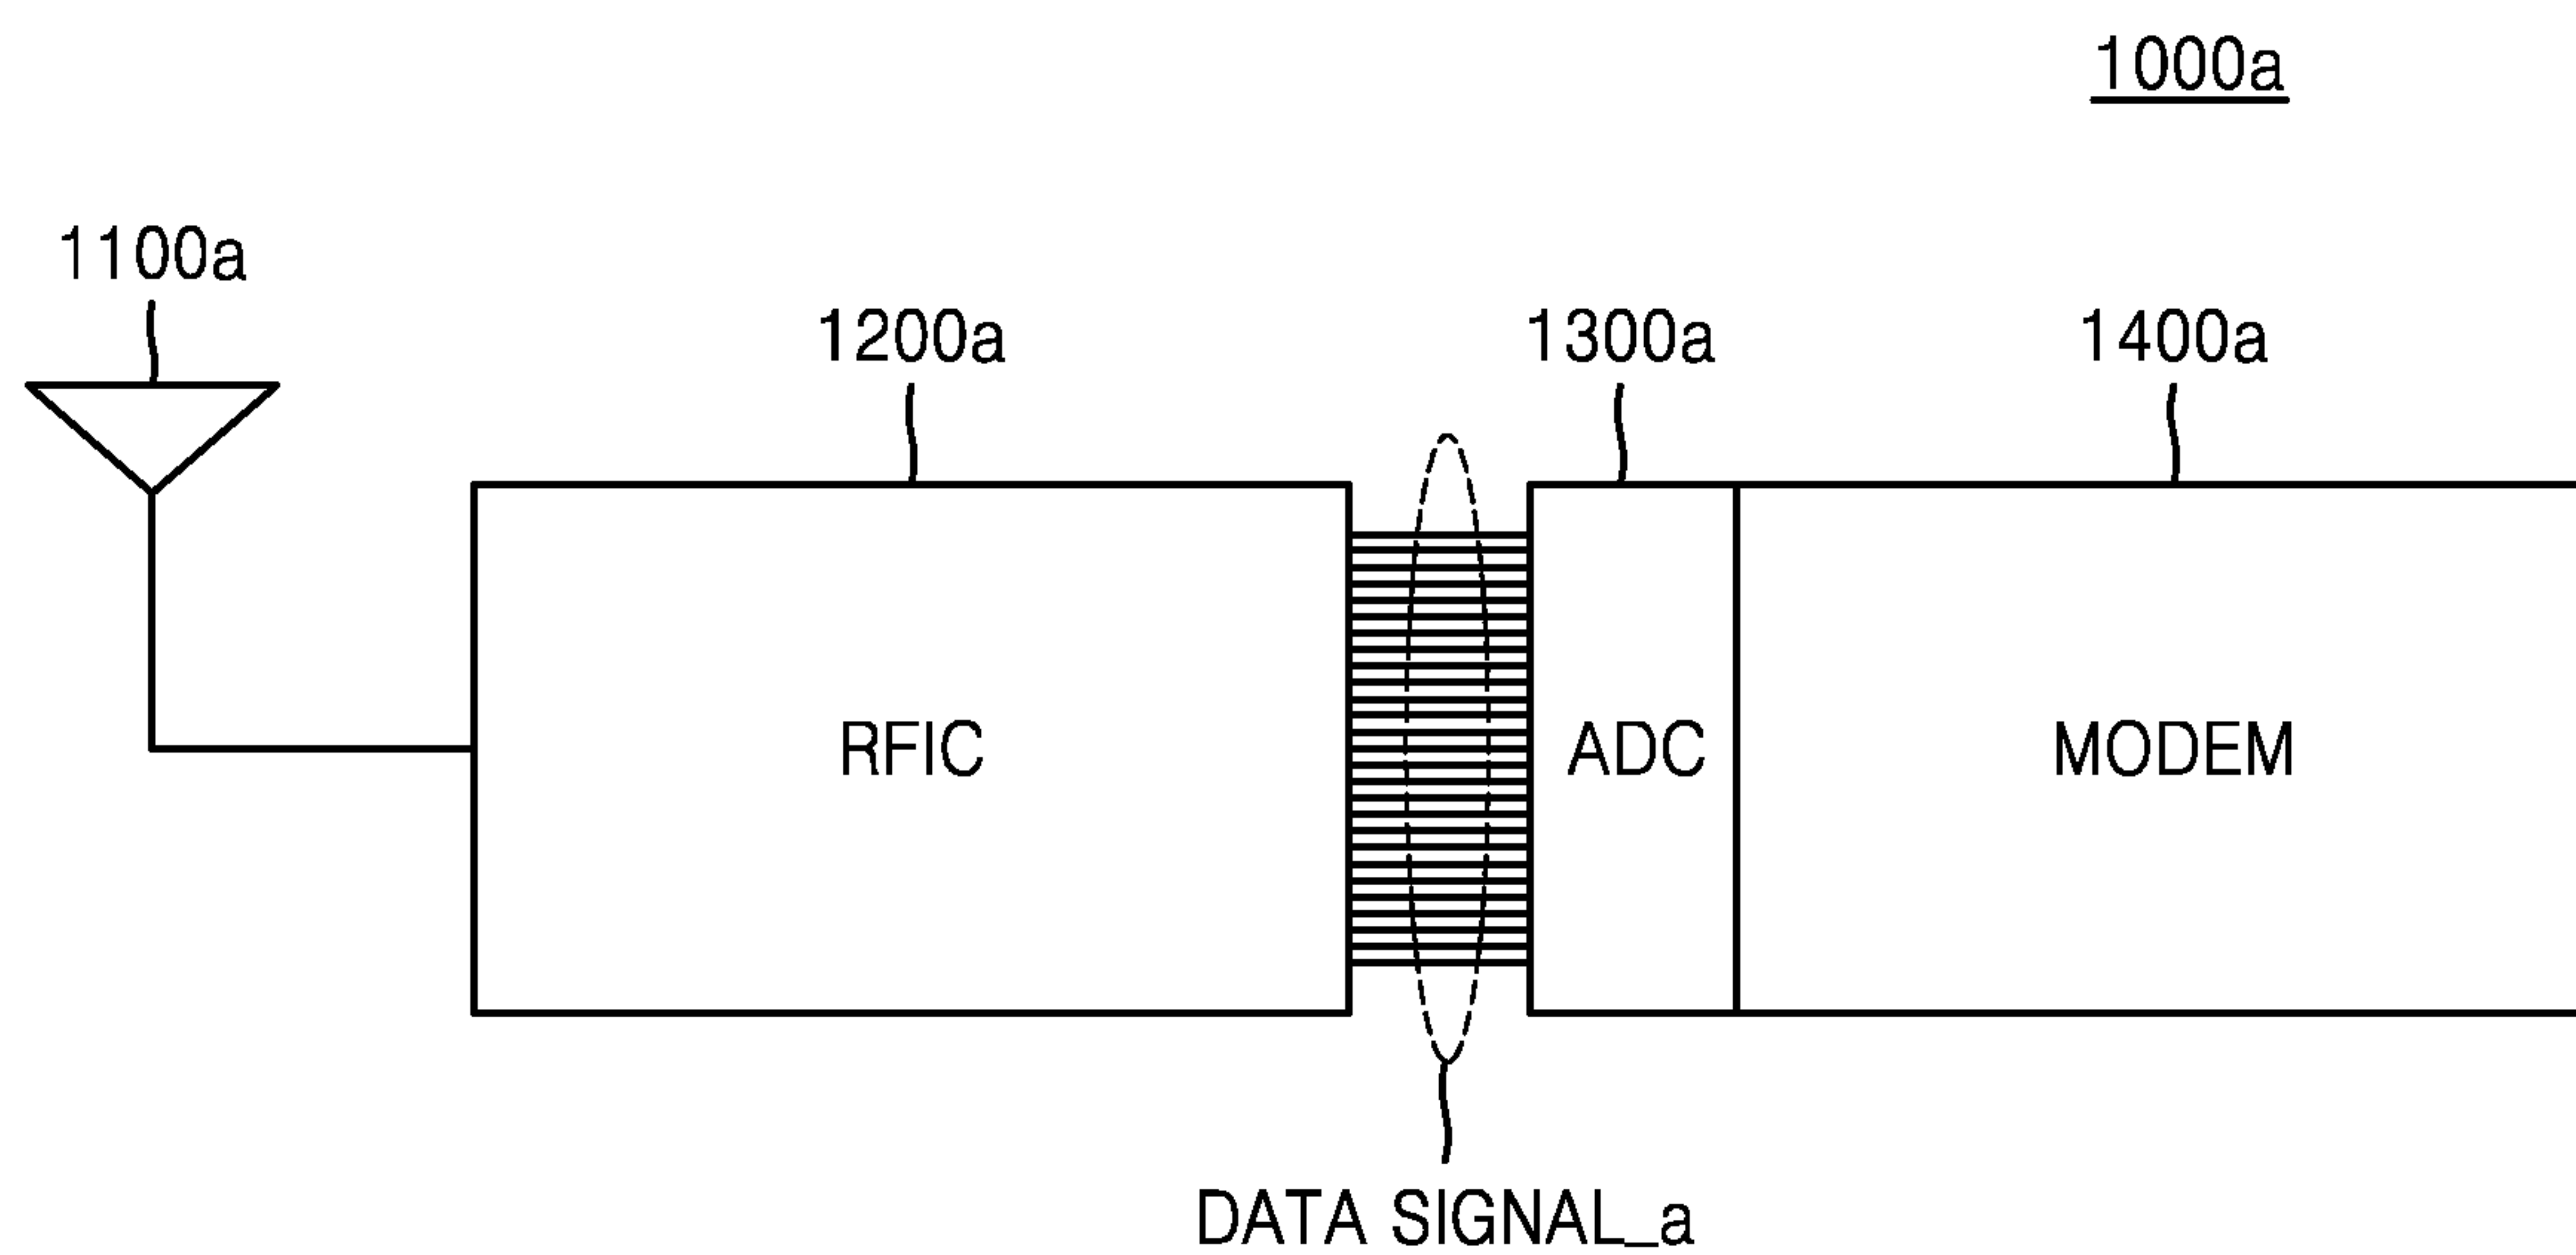 1000a
1100a
1200a
1300a
1400a
RFIC
ADC
MODEM
DATA SIGNAL_a